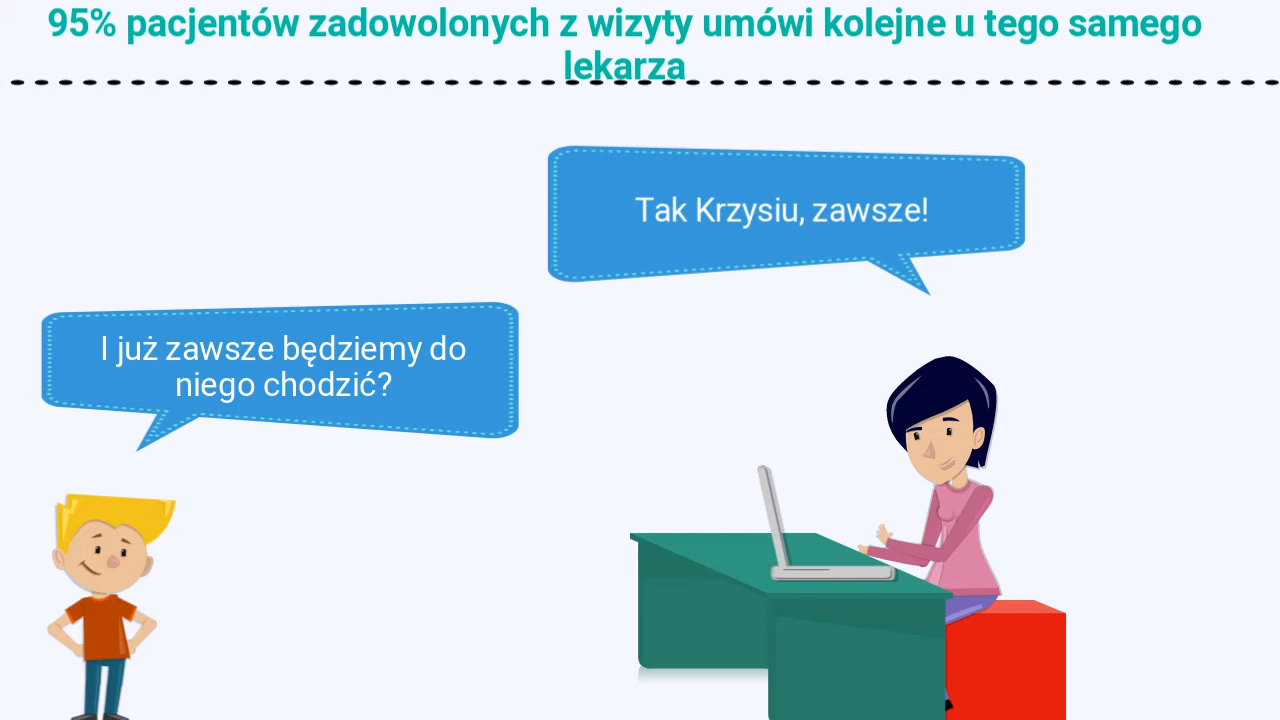 95% pacjentów zadowolonych z wizyty umówi kolejne u tego samego
lekarza
Tak Krzysiu, zawsze!
I już zawsze będziemy do
niego chodzić?